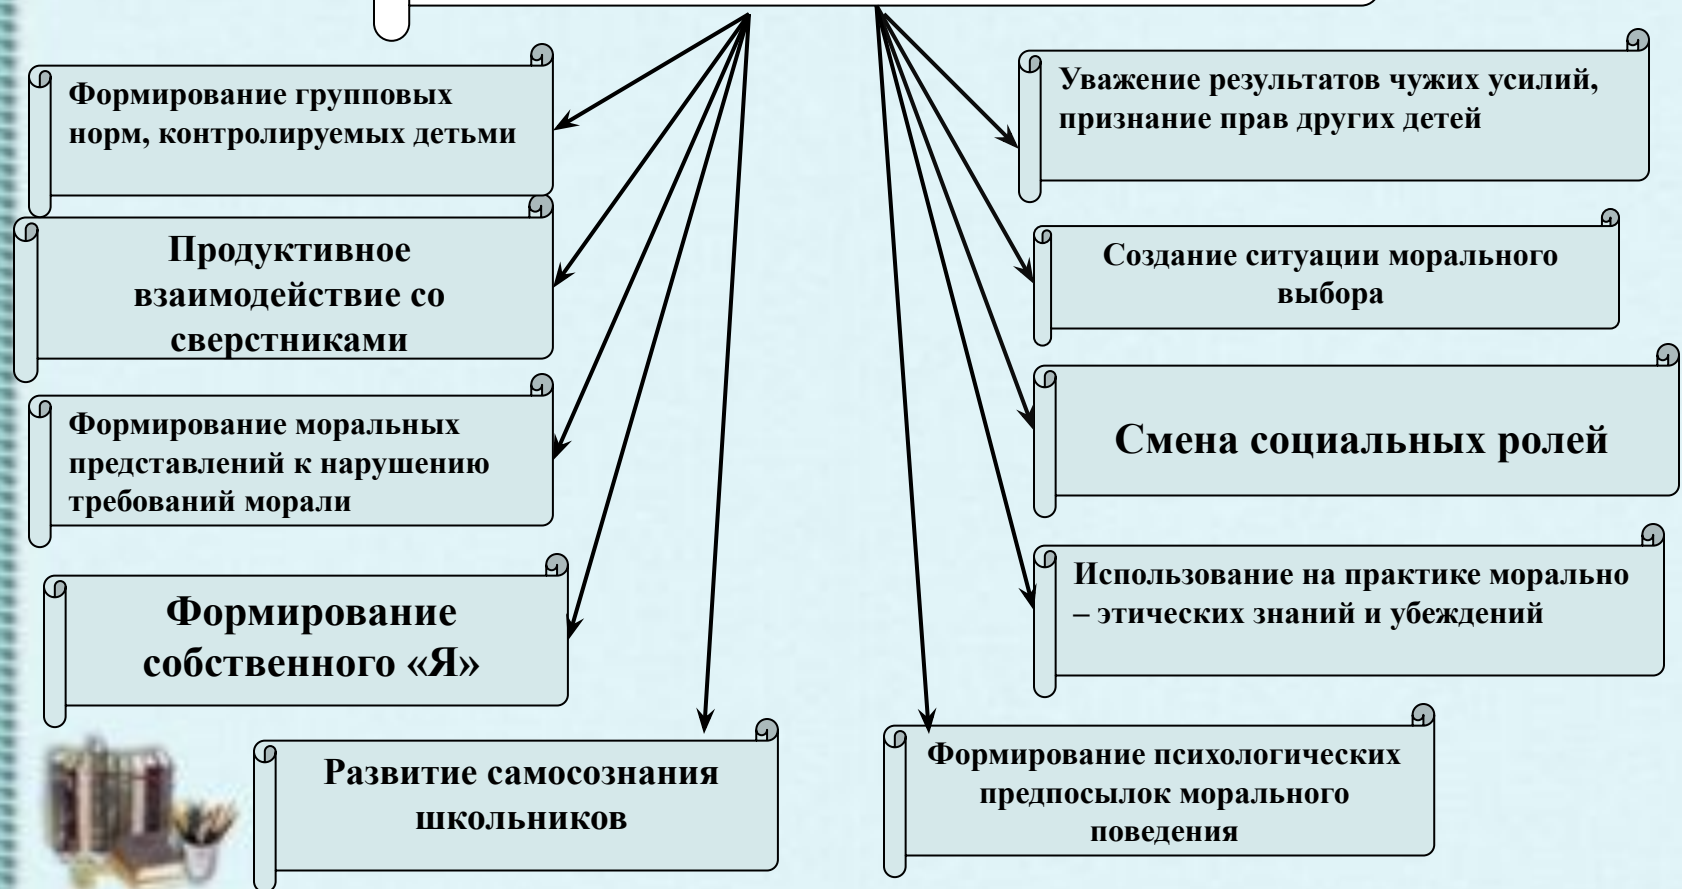 Формирование групповых
норм, контролируемых детьми
Продуктивное
взаимодействие со
сверстниками
Формирование моральных
представлений к нарушению
требований морали
Формирование
собственного «Я»
Развитие самосознания
школьников
Уважение результатов чужих усилий,
признание прав других детей
Создание ситуации морального
выбора
Смена социальных ролей
Использование на практике морально
– этических знаний и убеждений
Формирование психологических
предпосылок морального
поведения